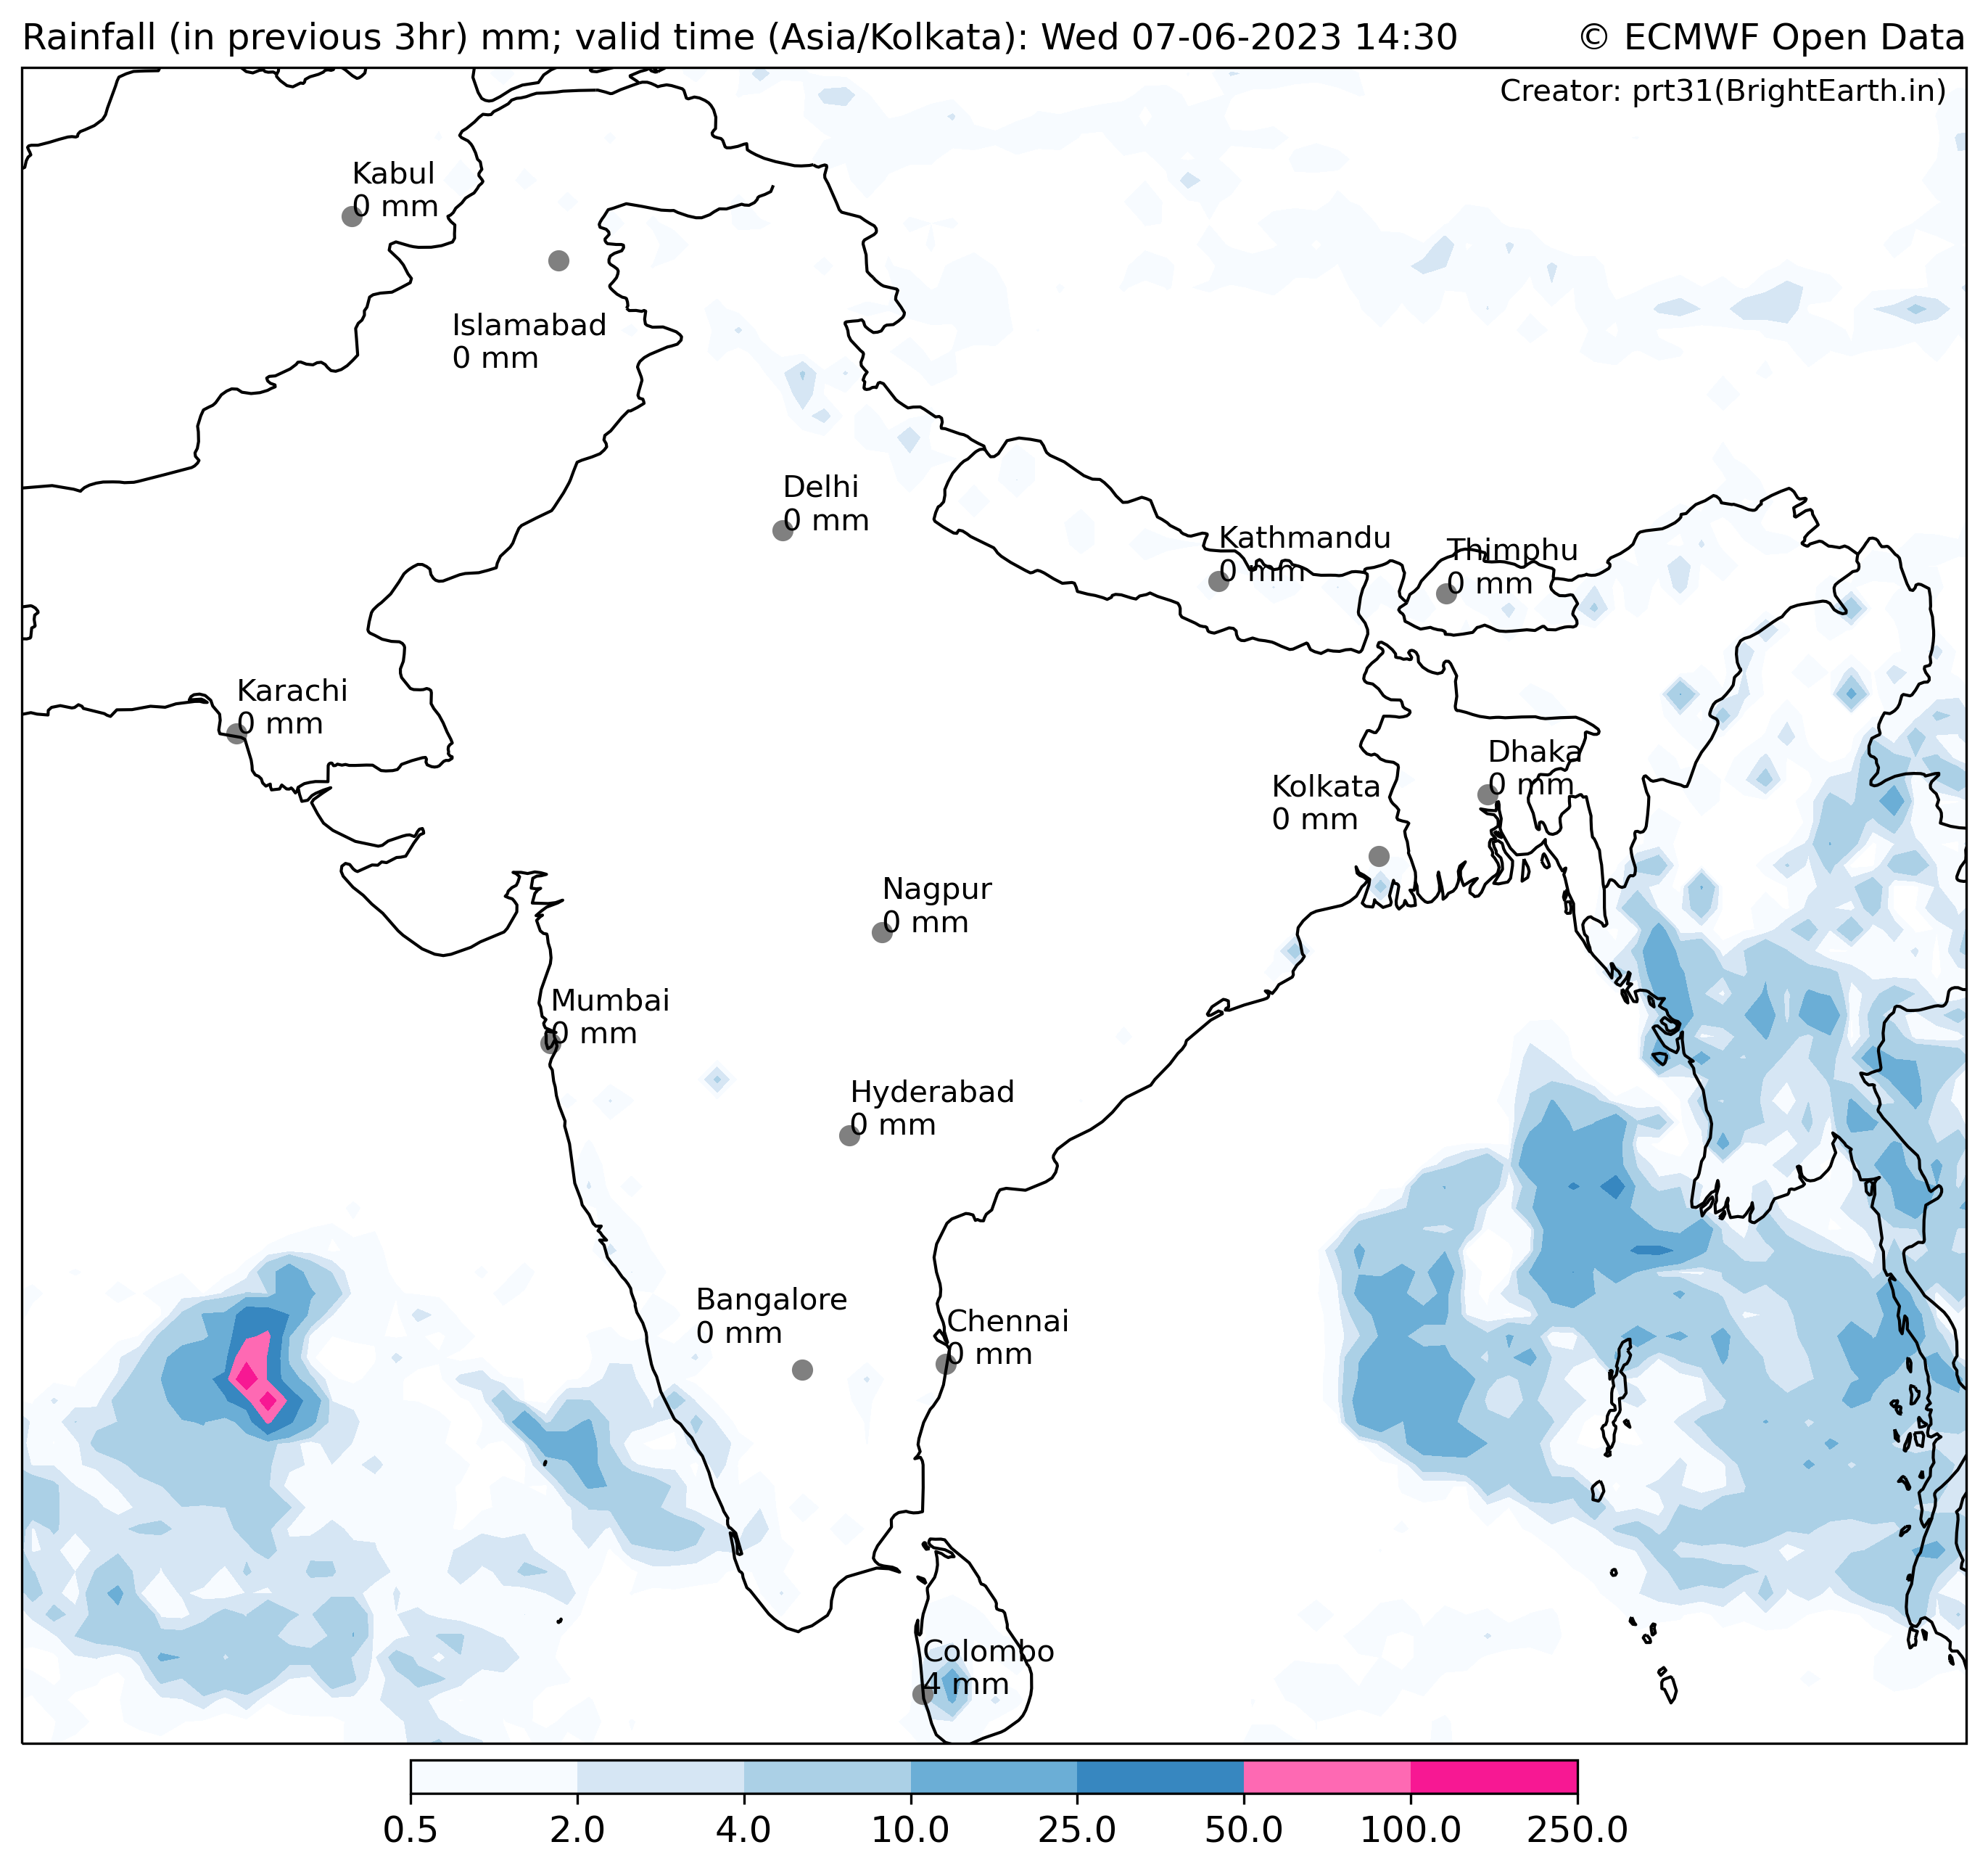 Rainfall (in previous 3hr) mm; valid time (Asia/Kolkata): Wed 07-06-2023 14:30
© ECMWF Open Data
Creator: prt31(BrightEarth.in)
Kabul
0 mm
Islamabad
0 mm
Delhi
0 mm
Kathmandu
0 mm
Thimphu
0 mm
Karachi
0 mm
Dhaka
0 mm
Kolkata
0 mm
Nagpur
0 mm
Mumbai
0 mm
Hyderabad
0 mm
Bangalore
0 mm
Chennai
0 mm
Colombo
4 mm
0.5
2.0
4.0
10.0
25.0
50.0
100.0
250.0